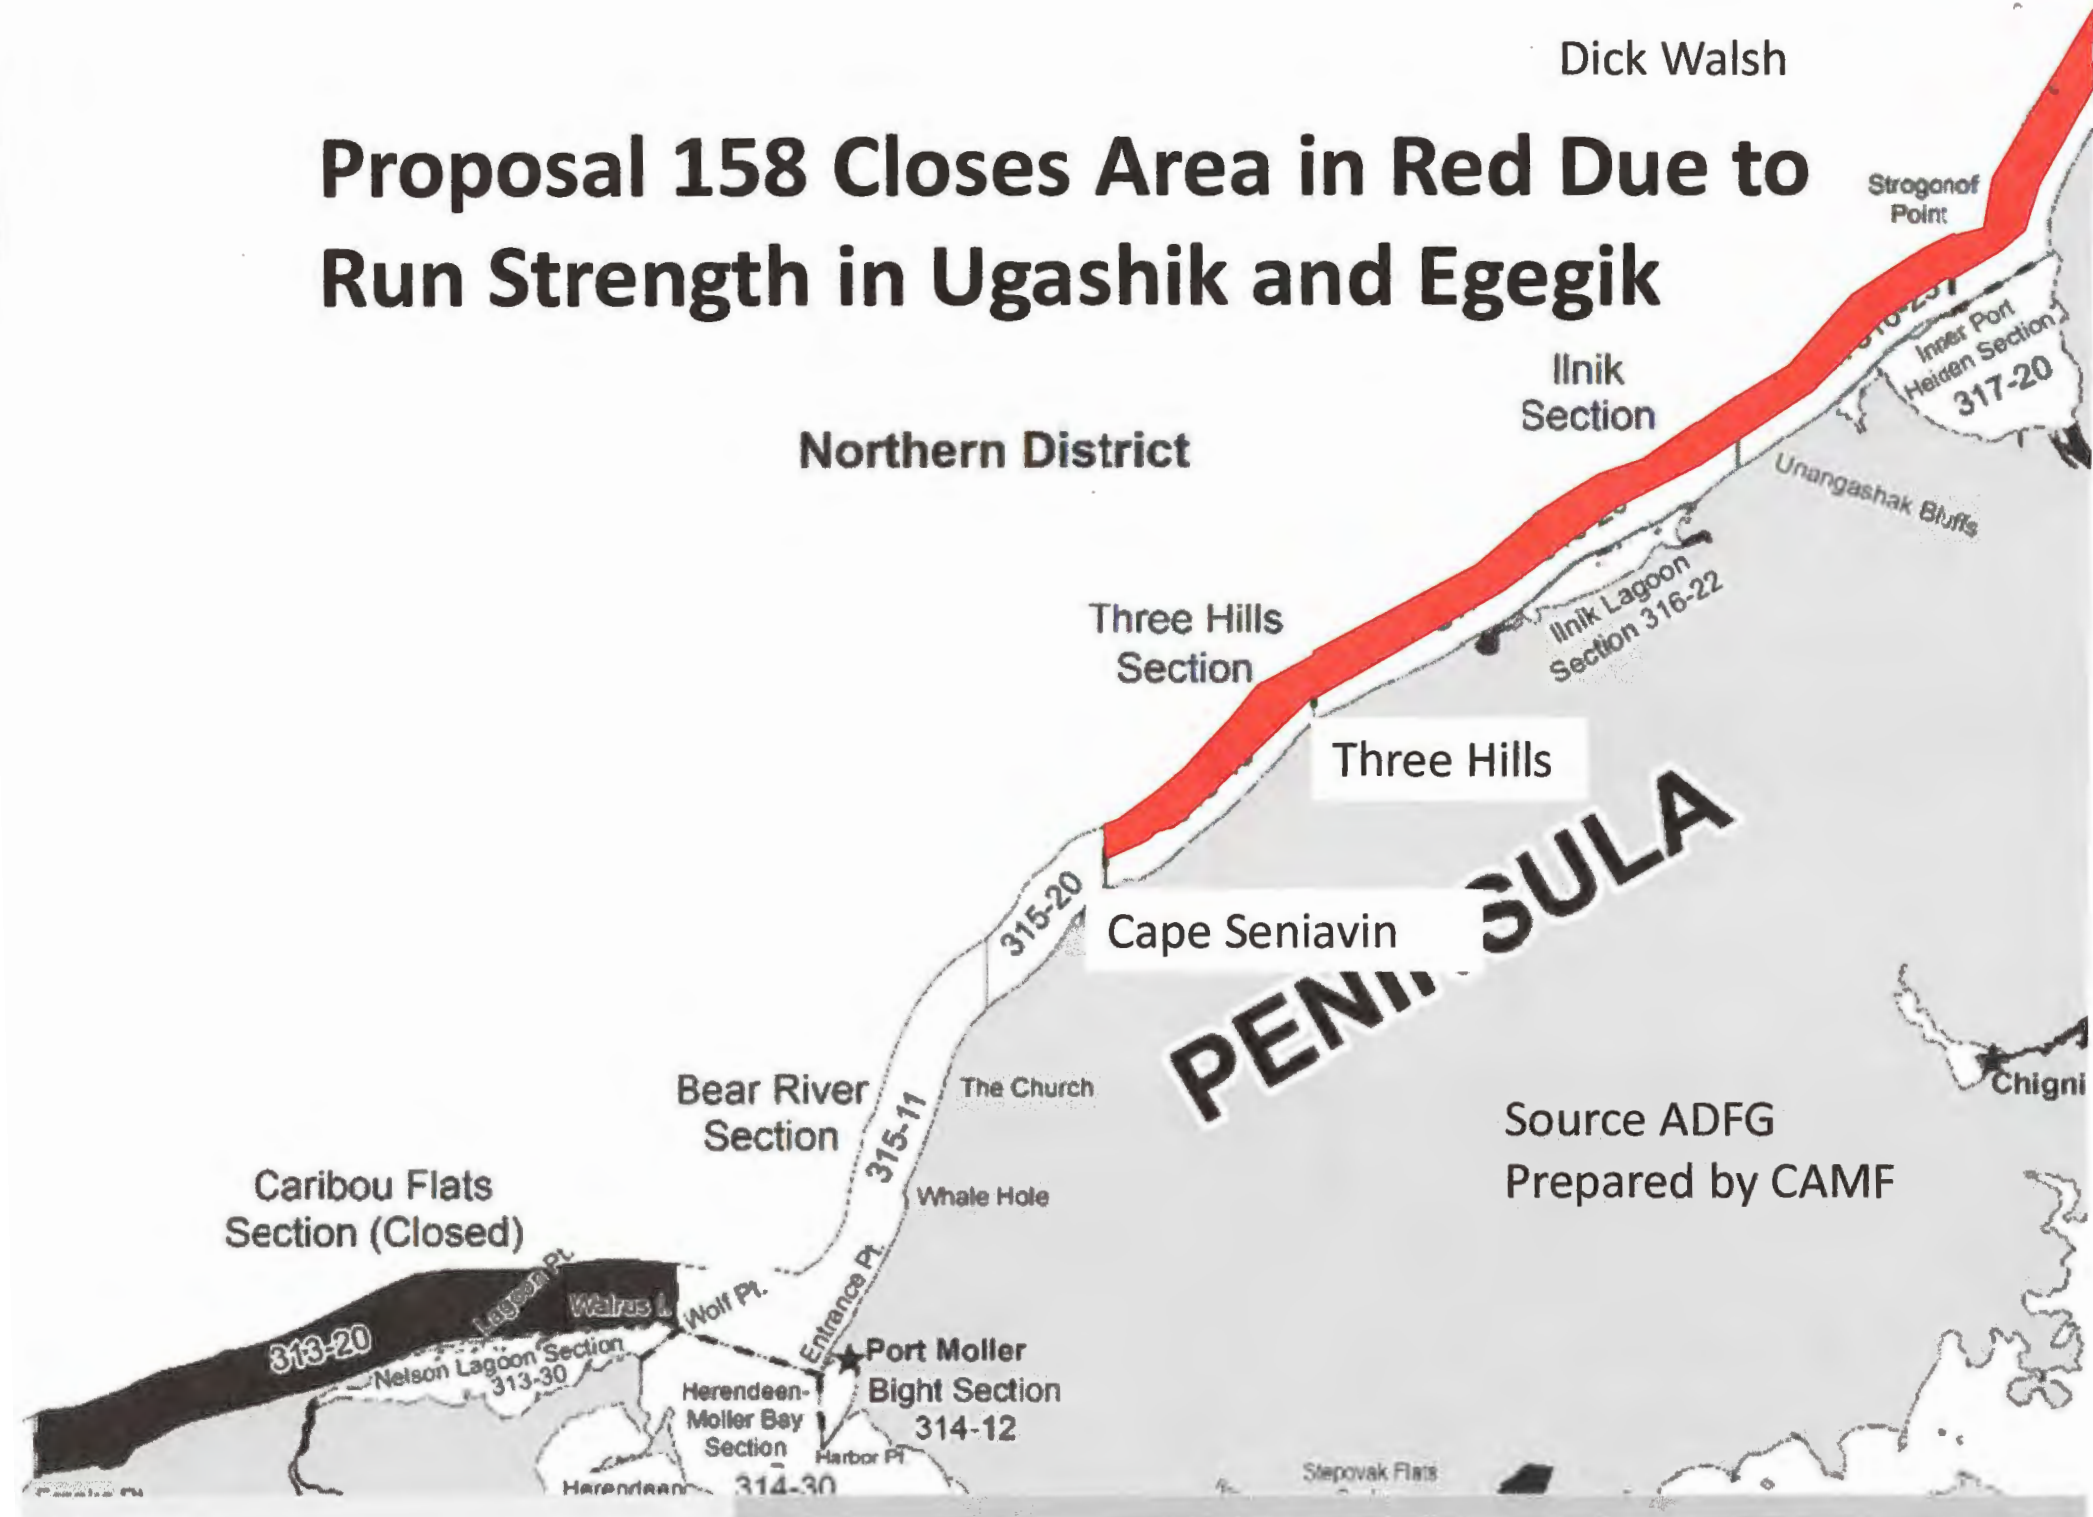 Dick Walsh
Proposal 158 Closes Area in Red Due to
Run Strength in Ugashik and Egegik
Strogonof
Point
Inner Port
Heiden Section
317-20
Ilnik
Section
Northern District
Unangashak Bluffs
Ilnik Lagoon
Section 316-22
Three Hills
Section
Three Hills
PENINSULA
Cape Seniavin
315-20
Bear River
Section
The Church
315-11
Chigni
Source ADFG
Prepared by CAMF
Whale Hole
Caribou Flats
Section (Closed)
Lagoon Pt.
Walrus I.
Wolf Pt.
Entrance Pt.
313-20
Nelson Lagoon Section
313-30
Port Moller
Bight Section
314-12
Herendeen-
Moller Bay
Section
314-30
Harbor Pt
Herendeen
Stepovak Flats